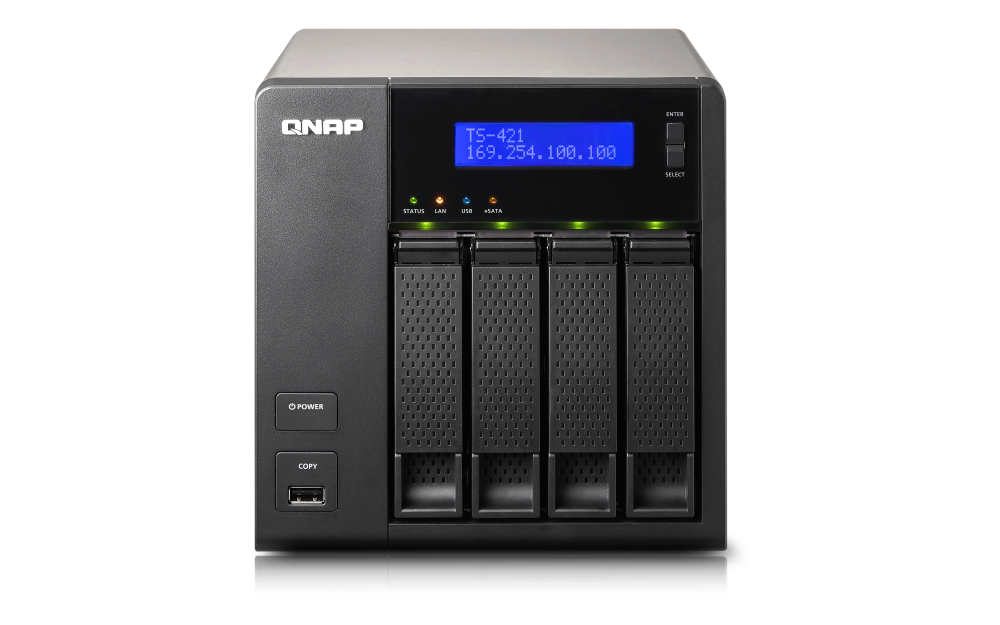 QNAP
TS-421
169.254.100.100
ENTER
SELECT
STATUS LAN USB eSATA
POWER
COPY